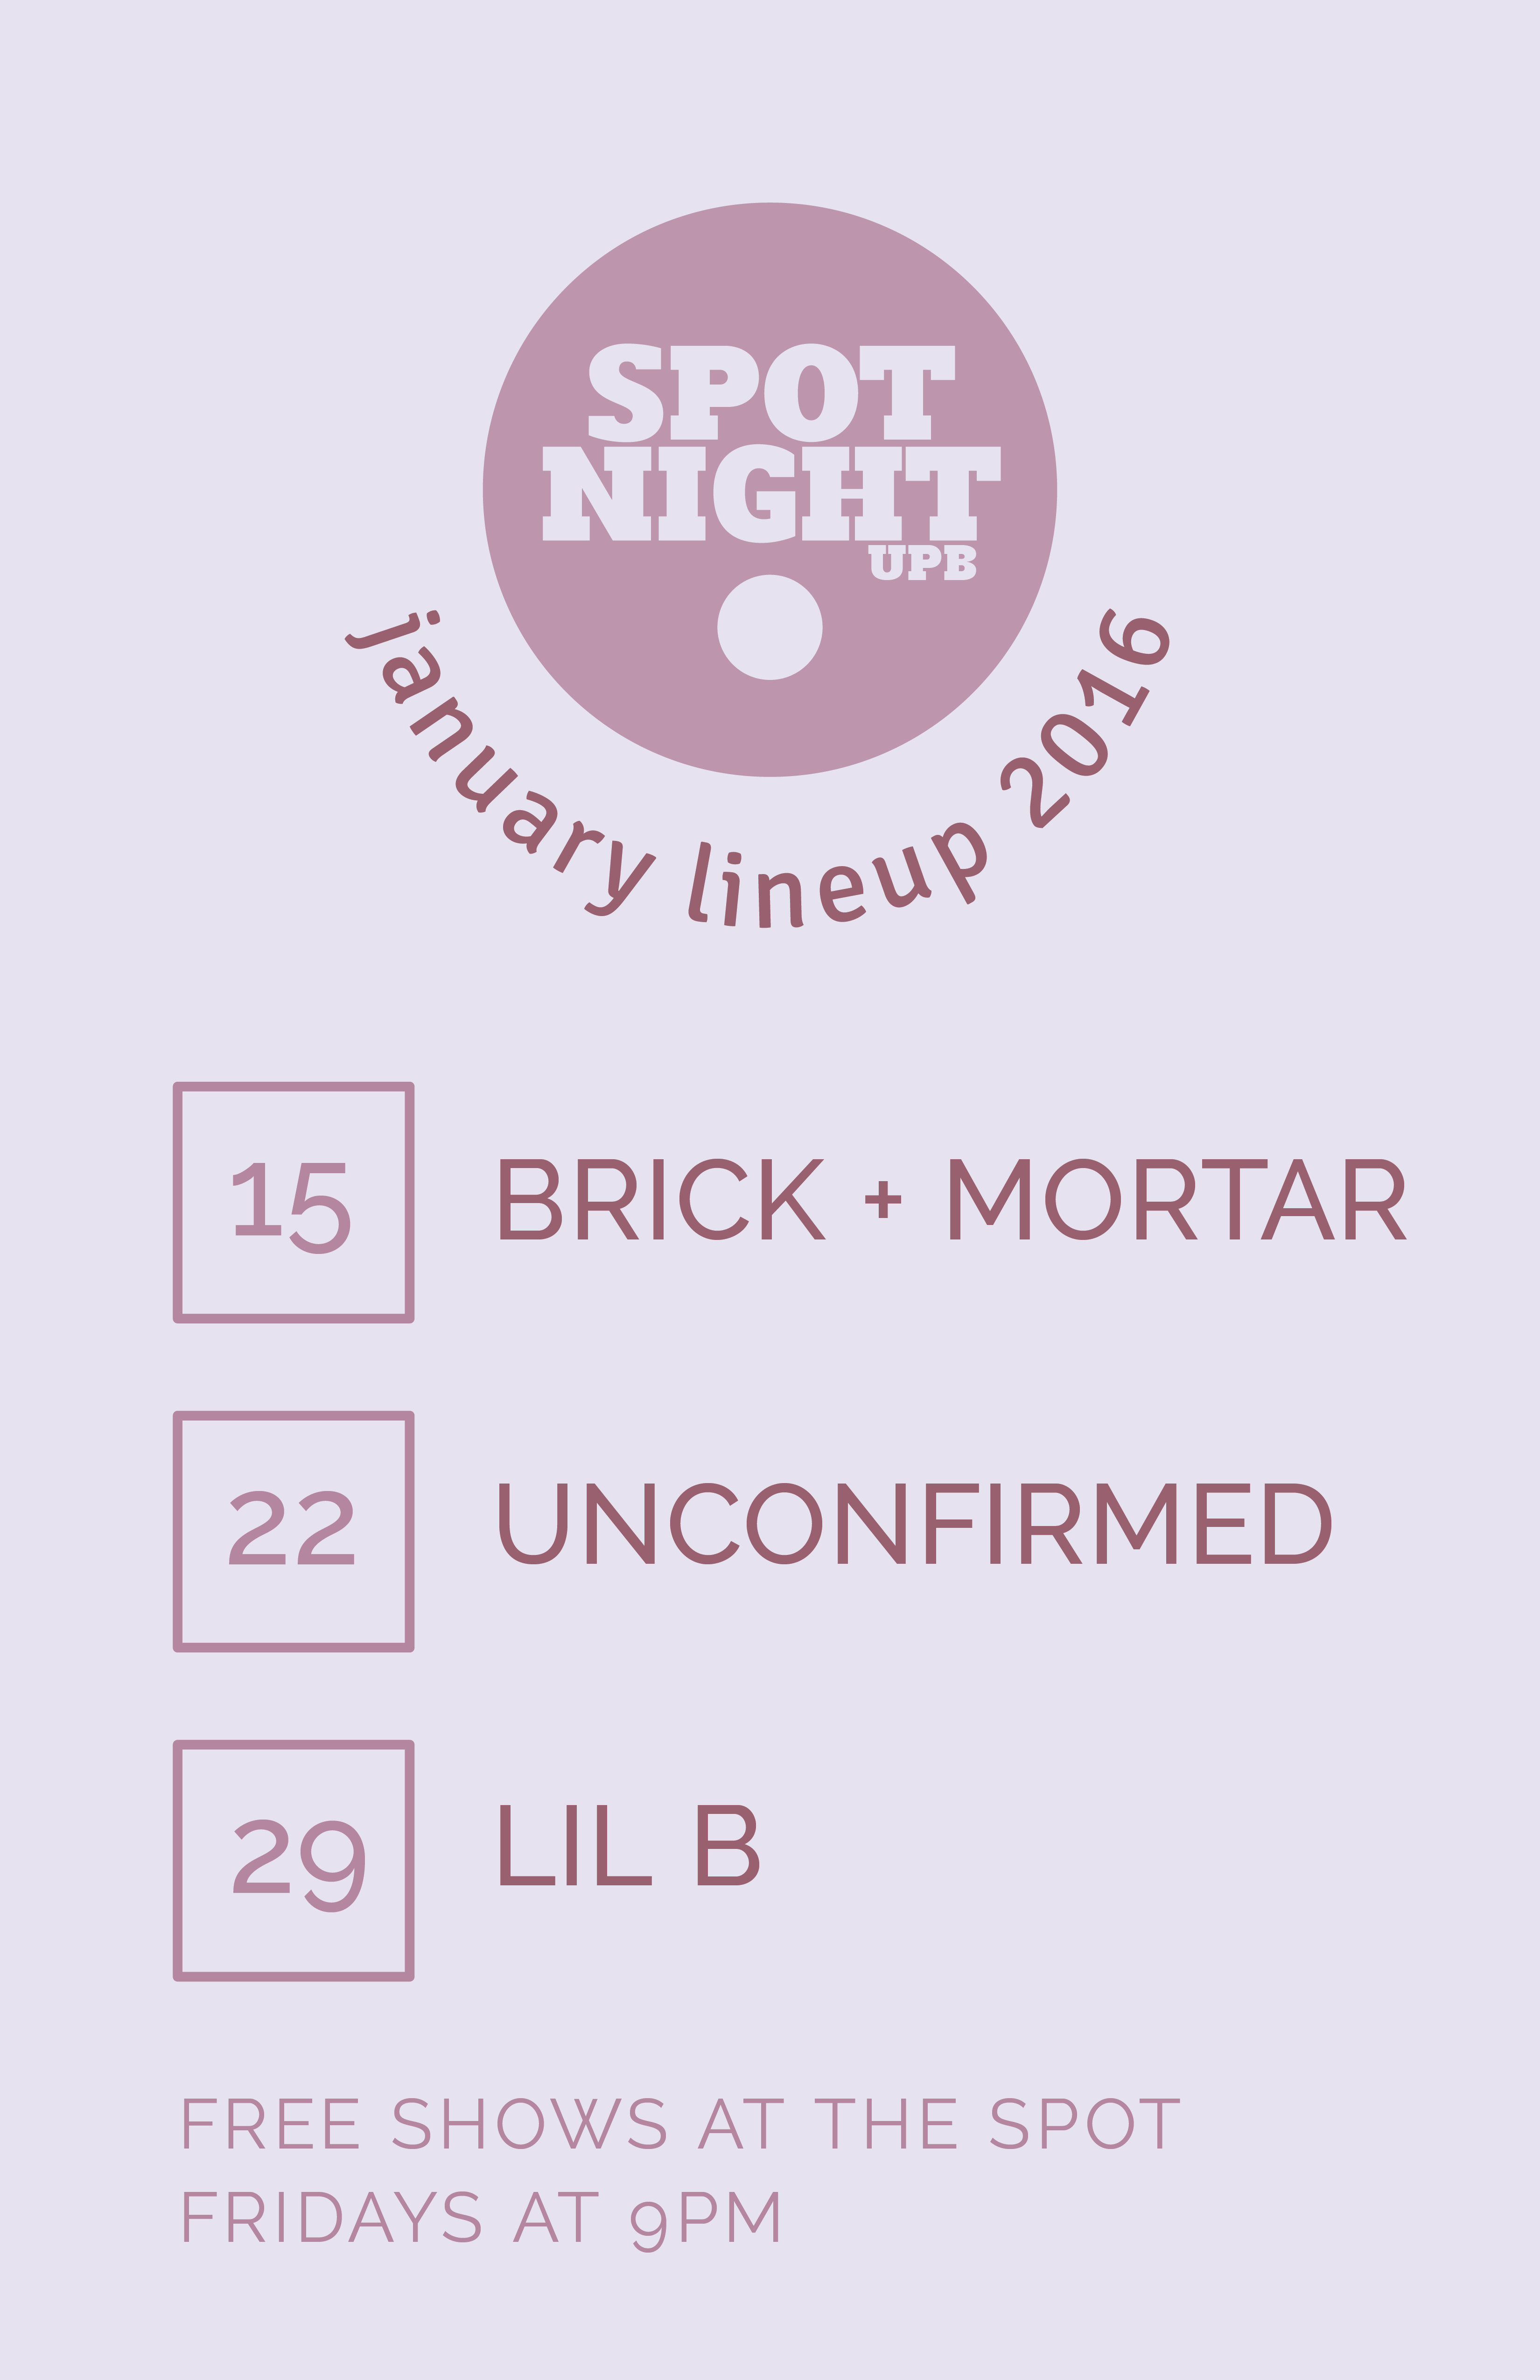 SPOT
NIGHT
UPB
january lineup 2016
15
BRICK + MORTAR
22
UNCONFIRMED
29
LIL B
FREE SHOWS AT THE SPOT
FRIDAYS AT 9PM